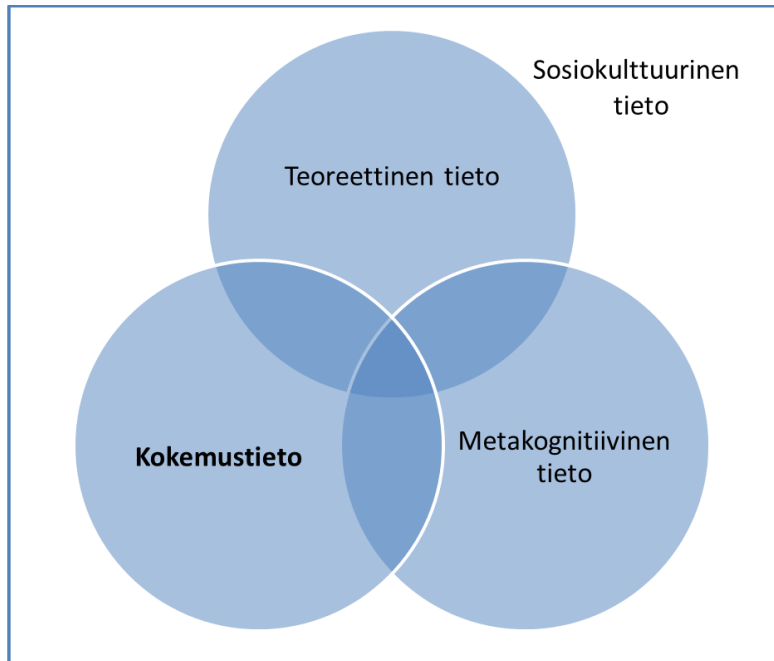 Sosiokulttuurinen
tieto
Teoreettinen tieto
Kokemustieto
Metakognitiivinen
tieto